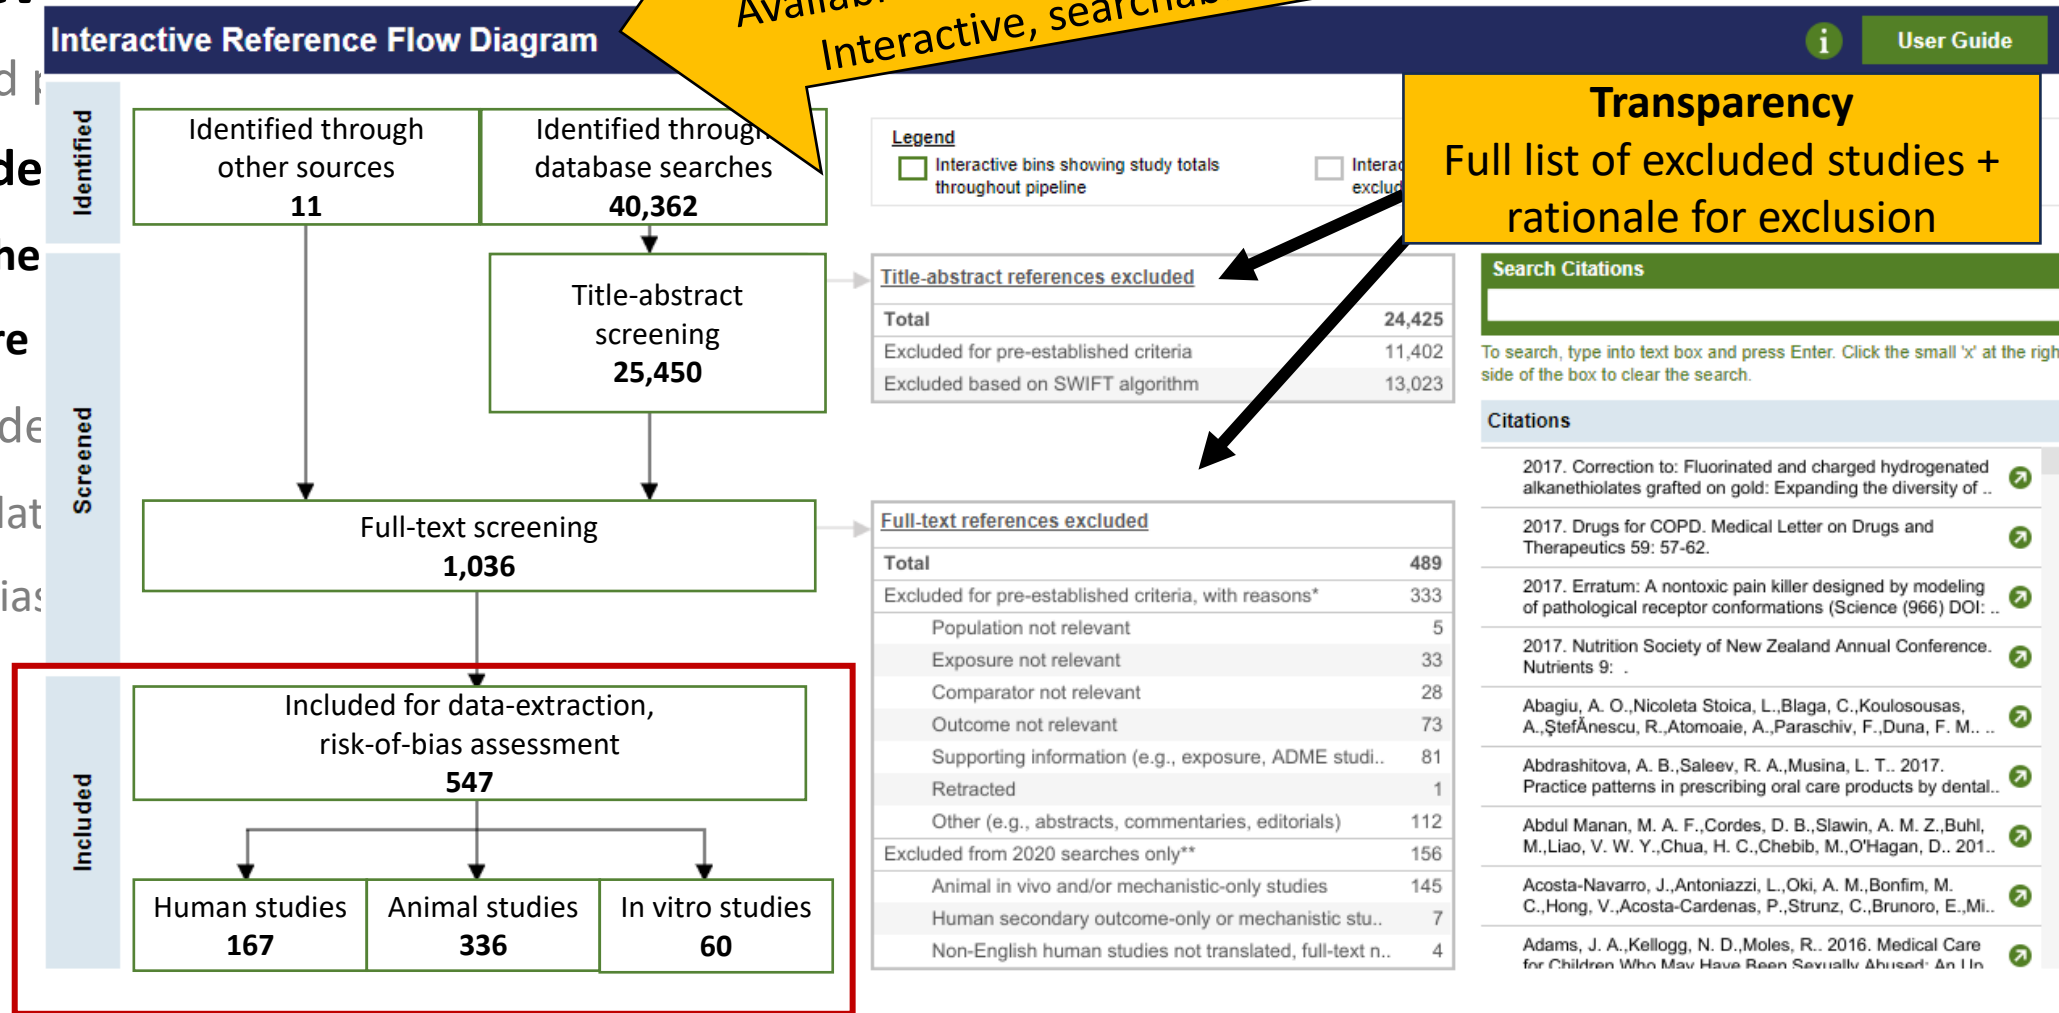 Interactive, 
Interactive Reference Flow Diagram
i
User Guide
Identified
Identified through
other sources
11
Identified through
database searches
40,362
Legend
Interactive bins showing study totals
throughout pipeline
Transparency
Full list of excluded studies +
rationale for exclusion
Screened
Title-abstract
screening
25,450
Title-abstract references excluded
Total 24,425
Excluded for pre-established criteria 11,402
Excluded based on SWIFT algorithm 13,023
Search Citations
To search, type into text box and press Enter. Click the small 'x' at the
side of the box to clear the search.
Citations
2017. Correction to: Fluorinated and charged hydrogenated
alkanethiolates grafted on gold: Expanding the diversity of ..
2017. Drugs for COPD. Medical Letter on Drugs and
Therapeutics 59: 57-62.
2017. Erratum: A nontoxic pain killer designed by modeling
of pathological receptor conformations (Science (966) DOI: ..
2017. Nutrition Society of New Zealand Annual Conference.
Nutrients 9: .
Abagiu, A. O.,Nicoleta Stoica, L.,Blaga, C.,Koulosousas,
A.,ŞtefÄnescu, R.,Atomoaie, A.,Paraschiv, F.,Duna, F. M.. ..
Abdrashitova, A. B.,Saleev, R. A.,Musina, L. T.. 2017.
Practice patterns in prescribing oral care products by dental..
Abdul Manan, M. A. F.,Cordes, D. B.,Slawin, A. M. Z.,Buhl,
M.,Liao, V. W. Y.,Chua, H. C.,Chebib, M.,O'Hagan, D.. 201..
Acosta-Navarro, J.,Antoniazzi, L.,Oki, A. M.,Bonfim, M.
C.,Hong, V.,Acosta-Cardenas, P.,Strunz, C.,Brunoro, E.,Mi..
Adams, J. A.,Kellogg, N. D.,Moles, R.. 2016. Medical Care
for Children Who May Have Been Sexually Abused: An Up
Full-text screening
1,036
Full-text references excluded
Total 489
Excluded for pre-established criteria, with reasons* 333
Population not relevant 5
Exposure not relevant 33
Comparator not relevant 28
Outcome not relevant 73
Supporting information (e.g., exposure, ADME studi.. 81
Retracted 1
Other (e.g., abstracts, commentaries, editorials) 112
Excluded from 2020 searches only** 156
Animal in vivo and/or mechanistic-only studies 145
Human secondary outcome-only or mechanistic stu.. 7
Non-English human studies not translated, full-text n.. 4
Included
Included for data-extraction,
risk-of-bias assessment
547
Human studies
167
Animal studies
336
In vitro studies
60